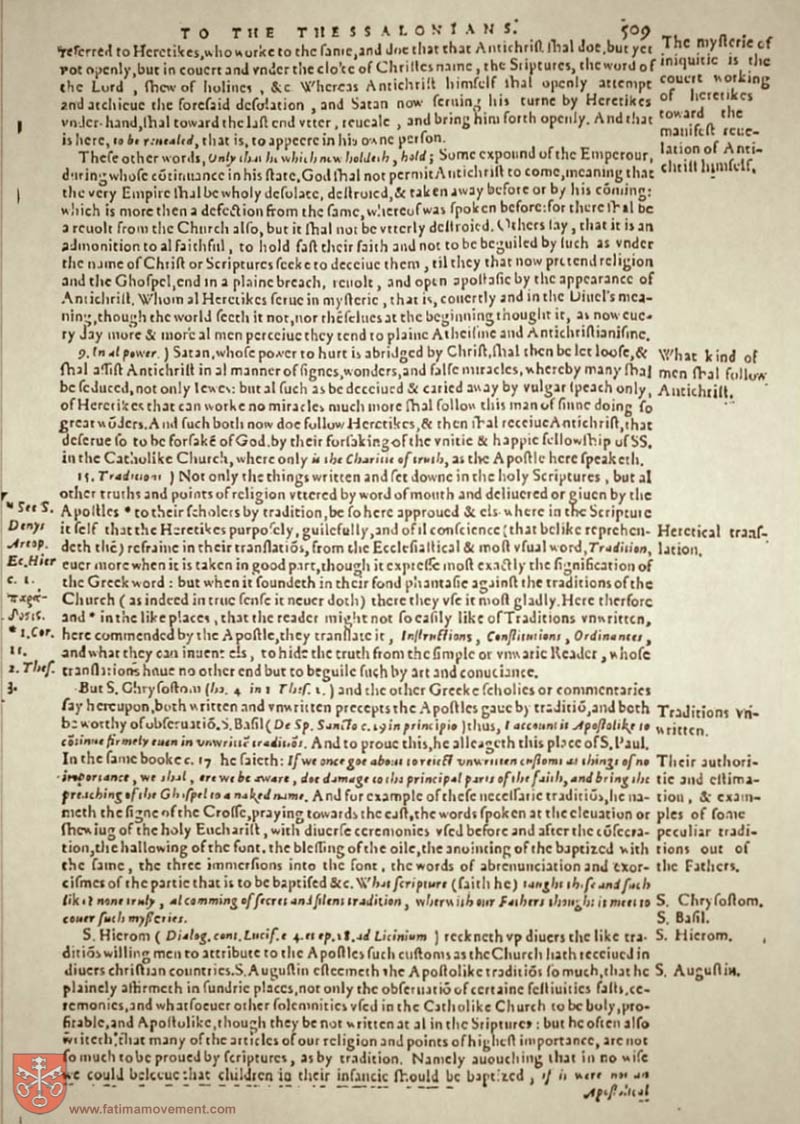 TO THE THESSALONIANS. 509
referred to Heretikes, who worke to the same, and doe that that Antichrist shal doe, but yet
not openly, but in couert and vnder the cloke of Christes name, the Sriptures, the word of
the Lord, shew of holines, &c Whereas Antichrist himself shal openly attempt
and atchieue the foresaid desolation, and Satan now seruing his turne by Heretikes
vnder-hand, shal toward the last end vtter, reueale, and bring him forth openly. And that
is here, to be reuealed, that is, to appeere in his owne person.
The mysterie of
iniquitie is the
couert working
of heretikes
toward the
manifest reue-
lation of Anti-
christ himself.
These other words, Only that he which now holdeth, hold; Some expound of the Emperour,
during whose cōtinuance in his state, God shal not permit Antichrist to come, meaning that
the very Empire shal be wholy desolate, destroied, & taken away before or by his cōming:
which is more then a defection from the same, whereof was spoken before: for there shal be
a reuolt from the Church also, but it shal not be vtterly destroied. Others say, that it is an
admonition to al faithful, to hold fast their faith and not to be beguiled by such as vnder
the name of Christ or Scriptures seeke to deceiue them, til they that now pretend religion
and the Ghospel, end in a plaine breach, reuolt, and open apostasie by the appearance of
Antichrist. Whom al Heretikes serue in mysterie, that is, couertly and in the Diuel's mea-
ning, though the world seeth it not, nor thēselues at the beginning thought it, as now eue-
ry day more & more al men perceiue they tend to plaine Atheisme and Antichristianisme.
9. In al power. ) Satan, whose power to hurt is abridged by Christ, shal then be let loose, &
shal assist Antichrist in al manner of signes, wonders, and false miracles, whereby many shal
be seduced, not only Iewes: but al such as be deceiued & caried away by vulgar speach only,
of Heretikes that can worke no miracles much more shal follow this man of sinne doing so
great wōders. And such both now doe follow Heretikes, & then shal receiue Antichrist, that
deserue so to be forsakē of God, by their forsaking of the vnitie & happie fellowship of SS.
in the Catholike Church, where only is the Charitie of truth, as the Apostle here speaketh.
What kind of
men shal follow
Antichrist.
15. Traditions ) Not only the things written and set downe in the holy Scriptures, but al
other truths and points of religion vttered by word of mouth and deliuered or giuen by the
Apostles * to their scholers by tradition, be so here approued & els-where in the Scripture
it self that the Heretikes purposely, guilefully, and of il conscience (that belike reprehen-
deth thē) refraine in their translatiōs, from the Ecclesiastical & most vsual word, Tradition,
euer more when it is taken in good part, though it expresse most exactly the signification of
the Greek word: but when it soundeth in their fond phantasie against the traditions of the
Church (as indeed in true sense it neuer doth) there they vse it most gladly. Here therfore
and * in the like places, that the reader might not so easily like of Traditions vnwritten,
here commended by the Apostle, they translate it, Instructions, Constitutions, Ordinances,
and what they can inuent els, to hide the truth from the simple or vnwarie Reader, whose
translations haue no other end but to beguile such by art and conueiance.
* See S.
Denys
Areop.
Ec. Hier
c. 1.
παρα-
δοσις.
* 1. Cor.
11.
2. Thes.
3.
Heretical trans-
lation.
But S. Chrysostom (ho. 4 in 2 Thes. 2.) and the other Greeke scholies or commentaries
say hereupon, both written and vnwritten precepts the Apostles gaue by traditiō, and both
be worthy of obseruatiō. S. Basil (De Sp. Sancto c. 29 in principio) thus, I account it Apostolike to
cōtinue firmely euen in vnwrittē traditiōs. And to proue this, he alleageth this place of S. Paul.
In the same booke c. 17 he saieth: If we once goe about to reiect vnwritten customs as things of no
importance, we shal, ere we be aware, doe damage to the principal parts of the faith, and bring the
preaching of the Ghospel to a naked name. And for example of these necessarie traditiōs, he na-
meth the signe of the Crosse, praying towards the east, the words spoken at the eleuation or
shewing of the holy Eucharist, with diuerse ceremonies vsed before and after the cōsecra-
tion, the hallowing of the font, the blessing of the oile, the anointing of the baptized with
the same, the three immersions into the font, the words of abrenunciation and exor-
cismes of the partie that is to be baptised &c. What scripture (saith he) taught these and such
like? none truly, al comming of secret and silent tradition, wherwith our Fathers thought it meet to
couer such mysteries.
Traditions vn-
written.
Their authori-
tie and estima-
tion, & exam-
ples of some
peculiar tradi-
tions out of
the Fathers.
S. Chrysostom.
S. Basil.
S. Hierom ( Dialog. cont. Lucif. c 4. et ep. 28. ad Licinium ) reckneth vp diuers the like tra-
ditiōs willing men to attribute to the Apostles such customs as the Church hath receiued in
diuers christian countries. S. Augustin esteemeth the Apostolike traditiōs so much, that he
plainely affirmeth in sundrie places, not only the obseruatiō of certaine festiuities fasts, ce-
remonies, and whatsoeuer other solemnities vsed in the Catholike Church to be holy, pro-
fitable, and Apostolike, though they be not written at al in the Sriptures: but he often also
writeth, that many of the articles of our religion and points of highest importance, are not
so much to be proued by scriptures, as by tradition. Namely auouching that in no wise
we could beleeue that children in their infancie should be baptized, if it were not an
Apostolical
S. Hierom.
S. Augustin.
www.fatimamovement.com